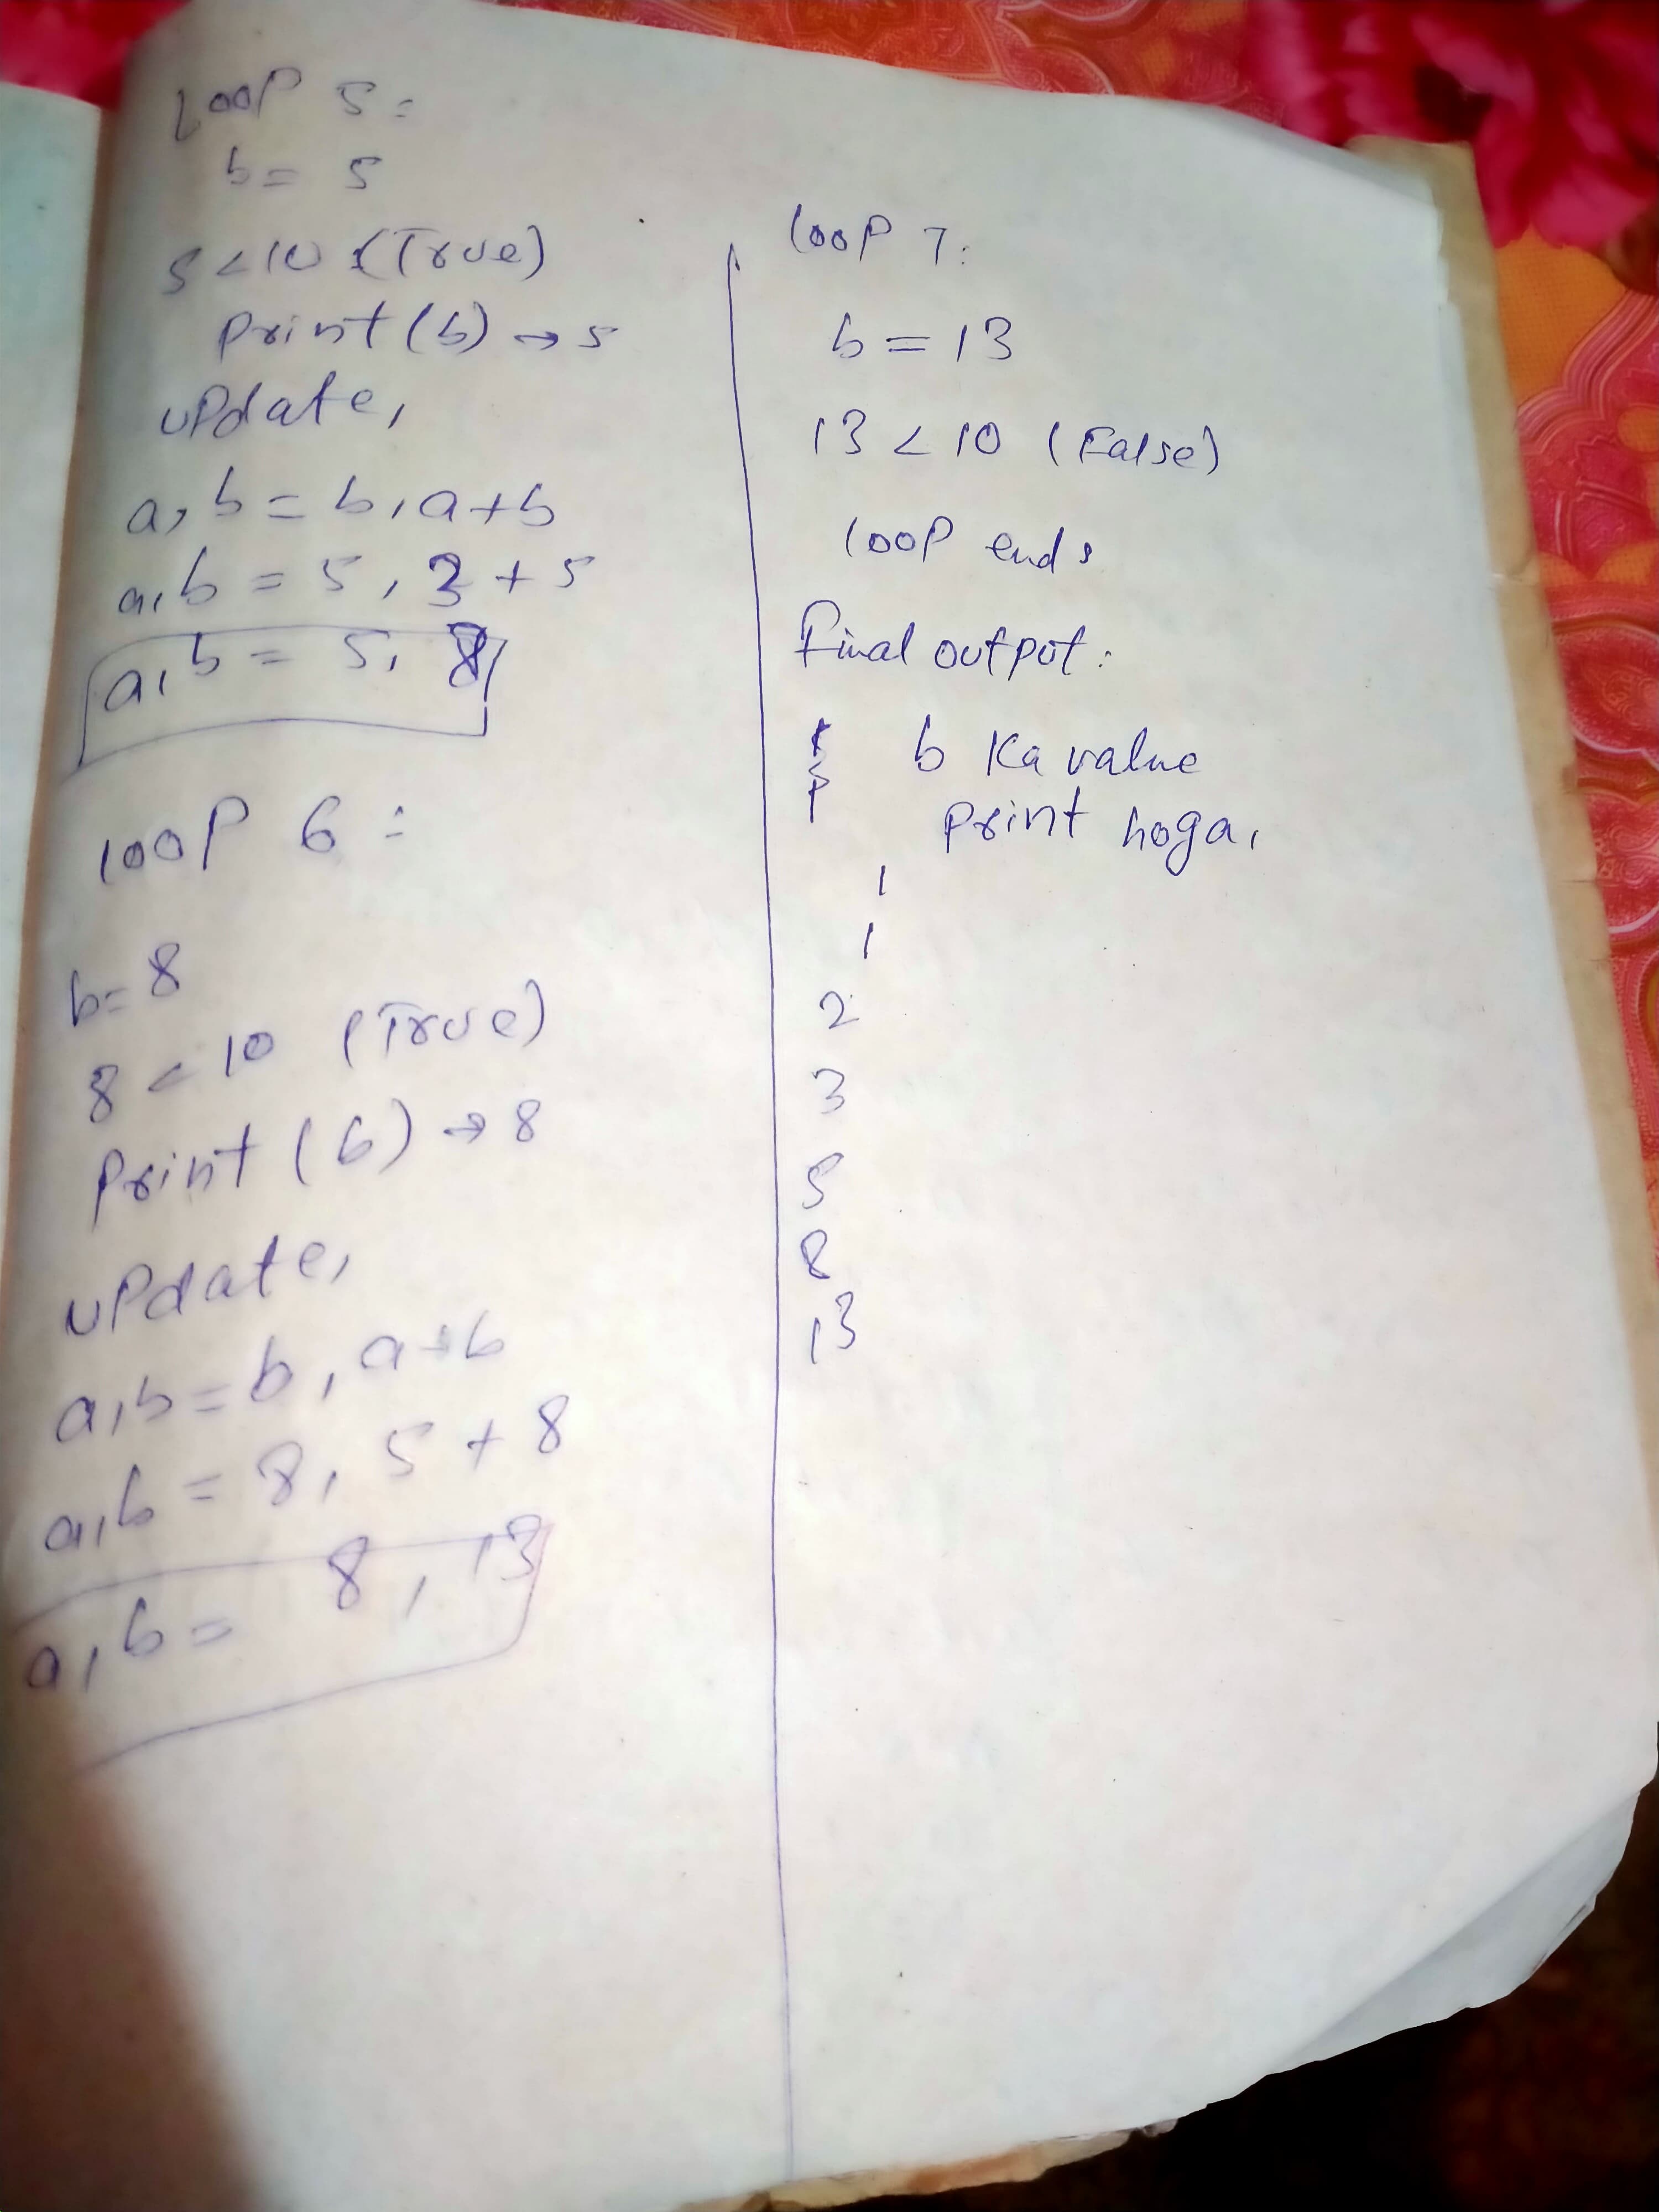 Loop 5:
b = 5
5 < 10 (True)
print (b) → 5
update,
a, b = b, a+b
a, b = 5, 3 + 5
a, b = 5, 8
loop 6 :
b = 8
8 < 10 (True)
print (b) → 8
update,
a, b = b, a+b
a, b = 8, 5 + 8
a, b = 8, 13
loop 7:
b = 13
13 < 10 (False)
loop ends
Final output:
b ka value
print hoga,
1
1
2
3
5
8
13